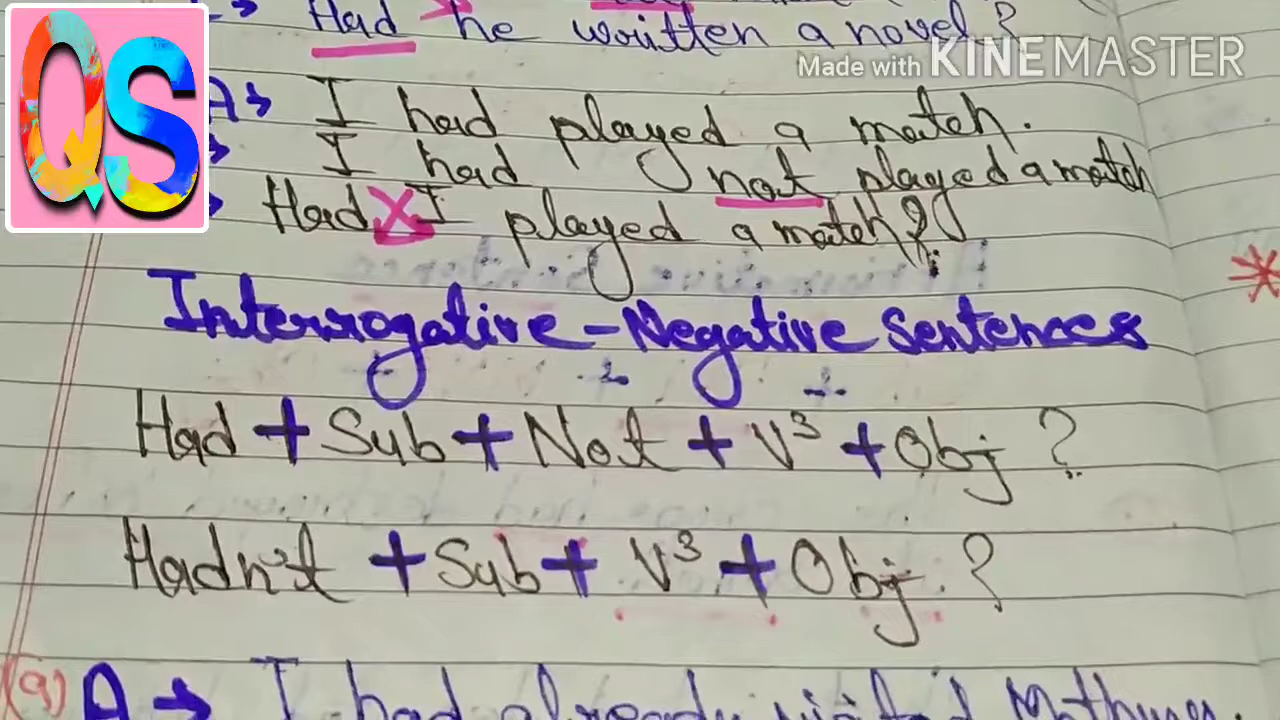 Had he written a novel?
Made with KINEMASTER
QS
A→ I had played a match.
→ I had not played a match
→ Had I played a match?
Interrogative-Negative Sentences
Had + Sub + Not + V³ + Obj ?
Hadn't + Sub + V³ + Obj. ?
(a) A → I had already visited